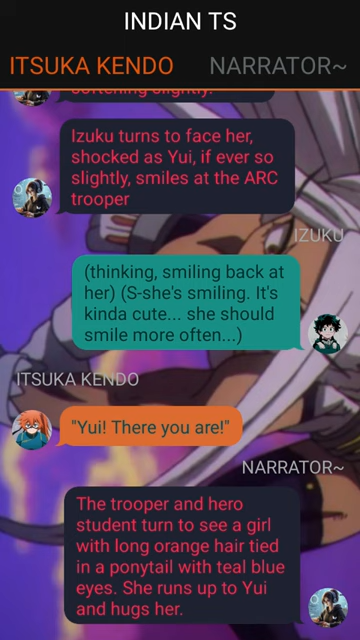 INDIAN TS
ITSUKA KENDO NARRATOR~
softening slightly.
Izuku turns to face her,
shocked as Yui, if ever so
slightly, smiles at the ARC
trooper
IZUKU
(thinking, smiling back at
her) (S-she's smiling. It's
kinda cute... she should
smile more often...)
ITSUKA KENDO
"Yui! There you are!"
NARRATOR~
The trooper and hero
student turn to see a girl
with long orange hair tied
in a ponytail with teal blue
eyes. She runs up to Yui
and hugs her.